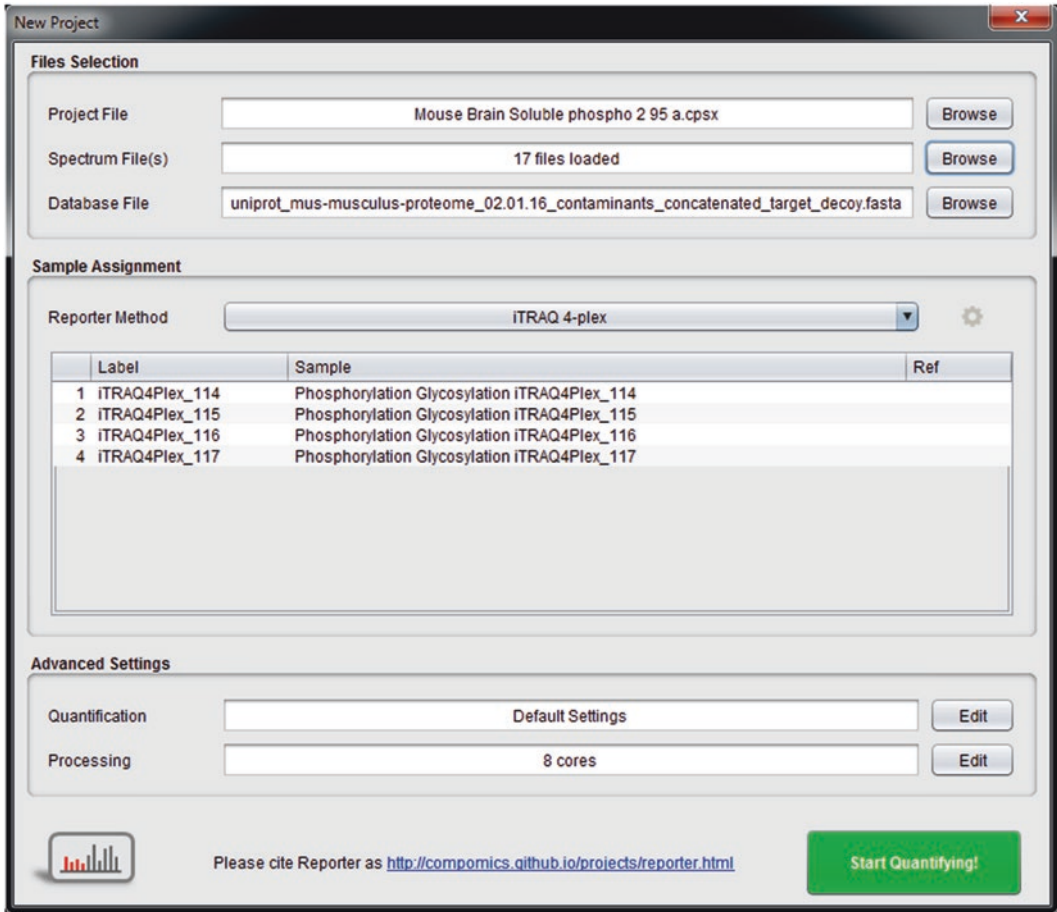 New Project
Files Selection
Project File Mouse Brain Soluble phospho 2 95 a.cpsx Browse
Spectrum File(s) 17 files loaded Browse
Database File uniprot_mus-musculus-proteome_02.01.16_contaminants_concatenated_target_decoy.fasta Browse
Sample Assignment
Reporter Method iTRAQ 4-plex
Label Sample Ref
1 iTRAQ4Plex_114 Phosphorylation Glycosylation iTRAQ4Plex_114
2 iTRAQ4Plex_115 Phosphorylation Glycosylation iTRAQ4Plex_115
3 iTRAQ4Plex_116 Phosphorylation Glycosylation iTRAQ4Plex_116
4 iTRAQ4Plex_117 Phosphorylation Glycosylation iTRAQ4Plex_117
Advanced Settings
Quantification Default Settings Edit
Processing 8 cores Edit
Please cite Reporter as http://compomics.github.io/projects/reporter.html Start Quantifying!